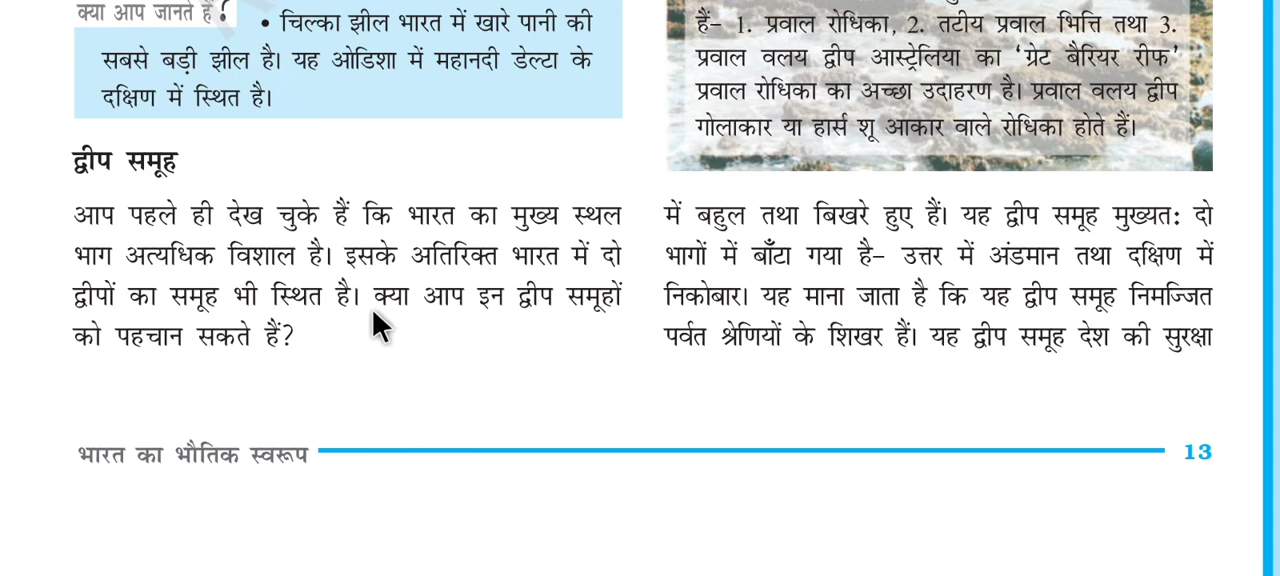 क्या आप जानते हैं?
• चिल्का झील भारत में खारे पानी की
सबसे बड़ी झील है। यह ओडिशा में महानदी डेल्टा के
दक्षिण में स्थित है।
द्वीप समूह
आप पहले ही देख चुके हैं कि भारत का मुख्य स्थल
भाग अत्यधिक विशाल है। इसके अतिरिक्त भारत में दो
द्वीपों का समूह भी स्थित है। क्या आप इन द्वीप समूहों
को पहचान सकते हैं?
हैं- 1. प्रवाल रोधिका, 2. तटीय प्रवाल भित्ति तथा 3.
प्रवाल वलय द्वीप आस्ट्रेलिया का ‘ग्रेट बैरियर रीफ’
प्रवाल रोधिका का अच्छा उदाहरण है। प्रवाल वलय द्वीप
गोलाकार या हार्स शू आकार वाले रोधिका होते हैं।
में बहुल तथा बिखरे हुए हैं। यह द्वीप समूह मुख्यत: दो
भागों में बाँटा गया है- उत्तर में अंडमान तथा दक्षिण में
निकोबार। यह माना जाता है कि यह द्वीप समूह निमज्जित
पर्वत श्रेणियों के शिखर हैं। यह द्वीप समूह देश की सुरक्षा
भारत का भौतिक स्वरूप
13